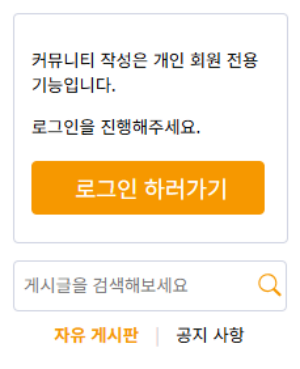 커뮤니티 작성은 개인 회원 전용
기능입니다.
로그인을 진행해주세요.
로그인 하러가기
게시글을 검색해보세요
자유 게시판 | 공지 사항